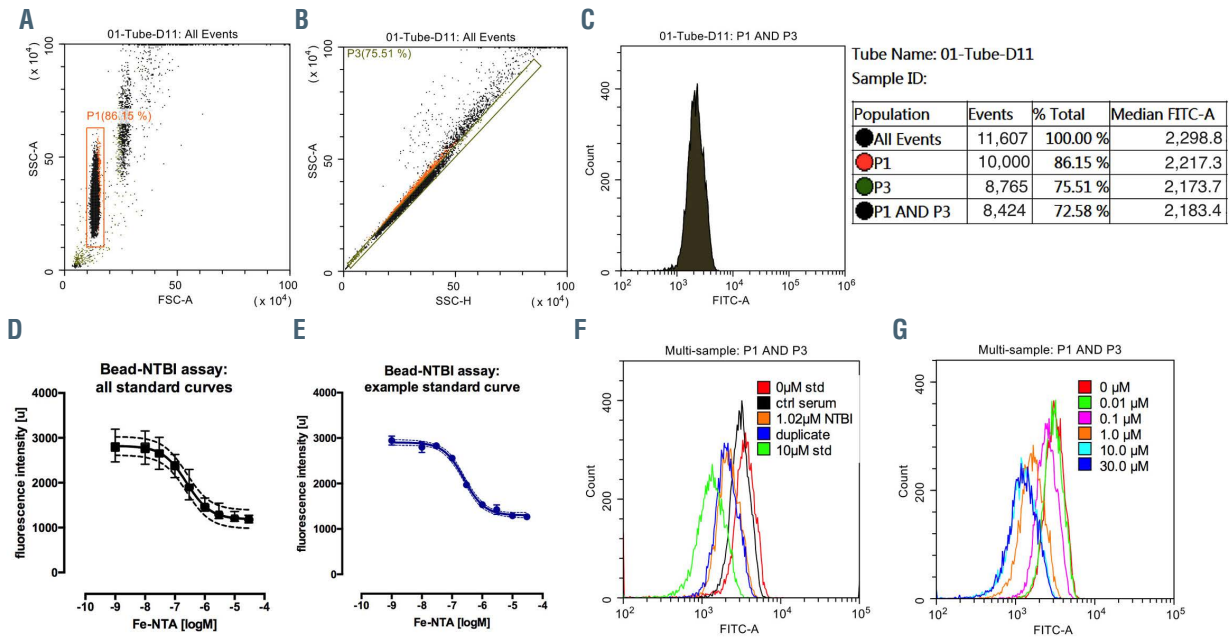 A
01-Tube-D11: All Events
( x 10⁴)
100
50
0
SSC-A
P1(86.15 %)
0
50
100
FSC-A
( x 10⁴)
B
01-Tube-D11: All Events
( x 10⁴)
100
50
0
SSC-A
P3(75.51 %)
0
50
100
SSC-H
( x 10⁴)
C
01-Tube-D11: P1 AND P3
400
200
0
Count
10² 10³ 10⁴ 10⁵ 10⁶
FITC-A
Tube Name: 01-Tube-D11
Sample ID:
Population Events % Total Median FITC-A
All Events 11,607 100.00 % 2,298.8
P1 10,000 86.15 % 2,217.3
P3 8,765 75.51 % 2,173.7
P1 AND P3 8,424 72.58 % 2,183.4
D
Bead-NTBI assay:
all standard curves
fluorescence intensity [u]
4000
3000
2000
1000
0
-10 -9 -8 -7 -6 -5 -4
Fe-NTA [logM]
E
Bead-NTBI assay:
example standard curve
fluorescence intensity [u]
4000
3000
2000
1000
0
-10 -9 -8 -7 -6 -5 -4
Fe-NTA [logM]
F
Multi-sample: P1 AND P3
400
200
0
Count
0µM std
ctrl serum
1.02µM NTBI
duplicate
10µM std
10² 10³ 10⁴ 10⁵
FITC-A
G
Multi-sample: P1 AND P3
400
200
0
Count
0 µM
0.01 µM
0.1 µM
1.0 µM
10.0 µM
30.0 µM
10² 10³ 10⁴ 10⁵
FITC-A